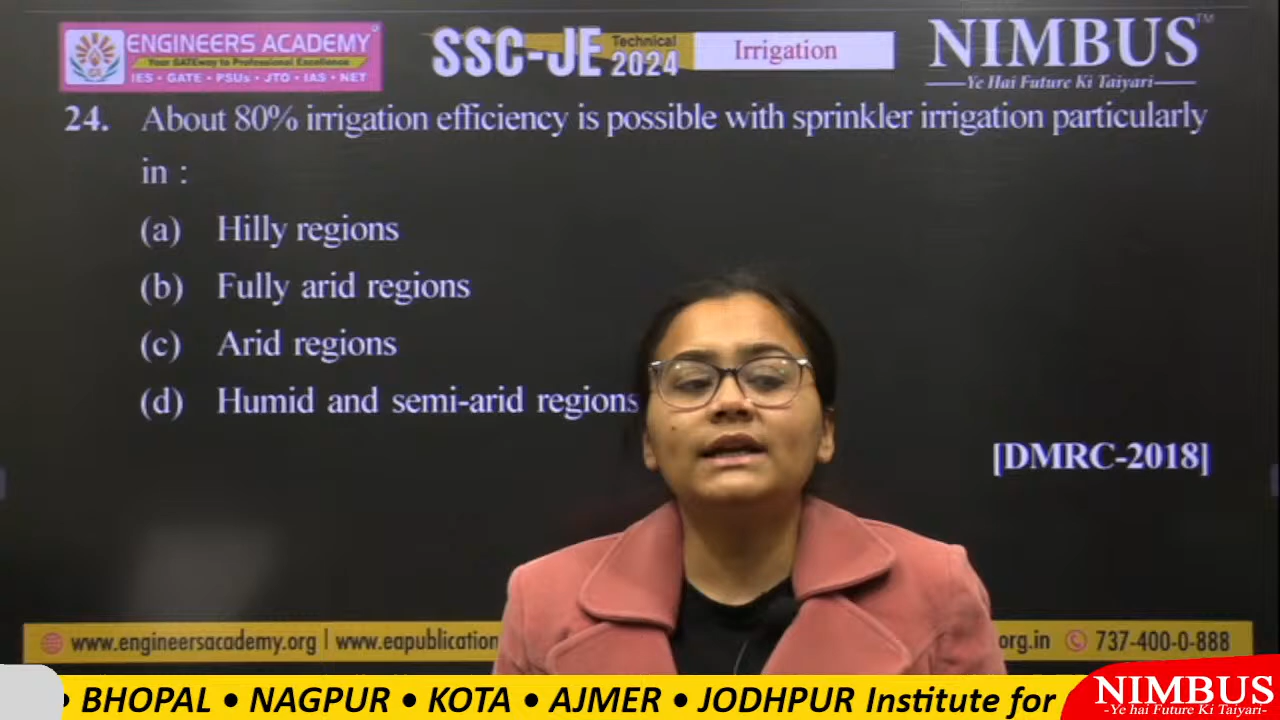 ENGINEERS ACADEMY
Your GATEway to Professional Excellence
IES • GATE • PSUs • JTO • IAS • NET
SSC-JE Technical 2024
Irrigation
NIMBUS™
Ye Hai Future Ki Taiyari
24. About 80% irrigation efficiency is possible with sprinkler irrigation particularly
in :
(a) Hilly regions
(b) Fully arid regions
(c) Arid regions
(d) Humid and semi-arid regions
[DMRC-2018]
www.engineersacademy.org | www.eapublication
org.in 737-400-0-888
• BHOPAL • NAGPUR • KOTA • AJMER • JODHPUR Institute for
NIMBUS
-Ye hai Future Ki Taiyari-